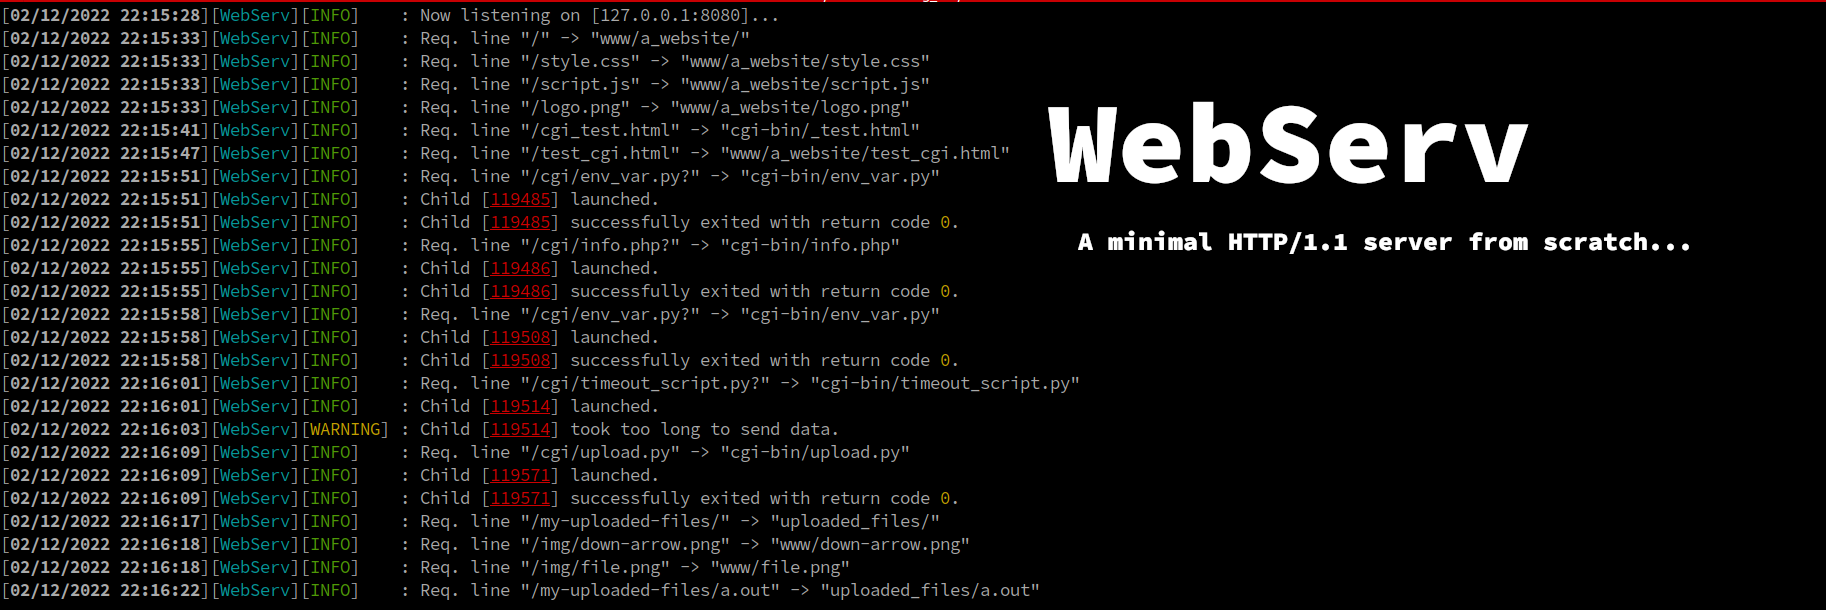 [02/12/2022 22:15:28][WebServ][INFO]    : Now listening on [127.0.0.1:8080]...
[02/12/2022 22:15:33][WebServ][INFO]    : Req. line "/" -> "www/a_website/"
[02/12/2022 22:15:33][WebServ][INFO]    : Req. line "/style.css" -> "www/a_website/style.css"
[02/12/2022 22:15:33][WebServ][INFO]    : Req. line "/script.js" -> "www/a_website/script.js"
[02/12/2022 22:15:33][WebServ][INFO]    : Req. line "/logo.png" -> "www/a_website/logo.png"
[02/12/2022 22:15:41][WebServ][INFO]    : Req. line "/cgi_test.html" -> "cgi-bin/_test.html"
[02/12/2022 22:15:47][WebServ][INFO]    : Req. line "/test_cgi.html" -> "www/a_website/test_cgi.html"
[02/12/2022 22:15:51][WebServ][INFO]    : Req. line "/cgi/env_var.py?" -> "cgi-bin/env_var.py"
[02/12/2022 22:15:51][WebServ][INFO]    : Child [119485] launched.
[02/12/2022 22:15:51][WebServ][INFO]    : Child [119485] successfully exited with return code 0.
[02/12/2022 22:15:55][WebServ][INFO]    : Req. line "/cgi/info.php?" -> "cgi-bin/info.php"
[02/12/2022 22:15:55][WebServ][INFO]    : Child [119486] launched.
[02/12/2022 22:15:55][WebServ][INFO]    : Child [119486] successfully exited with return code 0.
[02/12/2022 22:15:58][WebServ][INFO]    : Req. line "/cgi/env_var.py?" -> "cgi-bin/env_var.py"
[02/12/2022 22:15:58][WebServ][INFO]    : Child [119508] launched.
[02/12/2022 22:15:58][WebServ][INFO]    : Child [119508] successfully exited with return code 0.
[02/12/2022 22:16:01][WebServ][INFO]    : Req. line "/cgi/timeout_script.py?" -> "cgi-bin/timeout_script.py"
[02/12/2022 22:16:01][WebServ][INFO]    : Child [119514] launched.
[02/12/2022 22:16:03][WebServ][WARNING] : Child [119514] took too long to send data.
[02/12/2022 22:16:09][WebServ][INFO]    : Req. line "/cgi/upload.py" -> "cgi-bin/upload.py"
[02/12/2022 22:16:09][WebServ][INFO]    : Child [119571] launched.
[02/12/2022 22:16:09][WebServ][INFO]    : Child [119571] successfully exited with return code 0.
[02/12/2022 22:16:17][WebServ][INFO]    : Req. line "/my-uploaded-files/" -> "uploaded_files/"
[02/12/2022 22:16:18][WebServ][INFO]    : Req. line "/img/down-arrow.png" -> "www/down-arrow.png"
[02/12/2022 22:16:18][WebServ][INFO]    : Req. line "/img/file.png" -> "www/file.png"
[02/12/2022 22:16:22][WebServ][INFO]    : Req. line "/my-uploaded-files/a.out" -> "uploaded_files/a.out"
WebServ
A minimal HTTP/1.1 server from scratch...